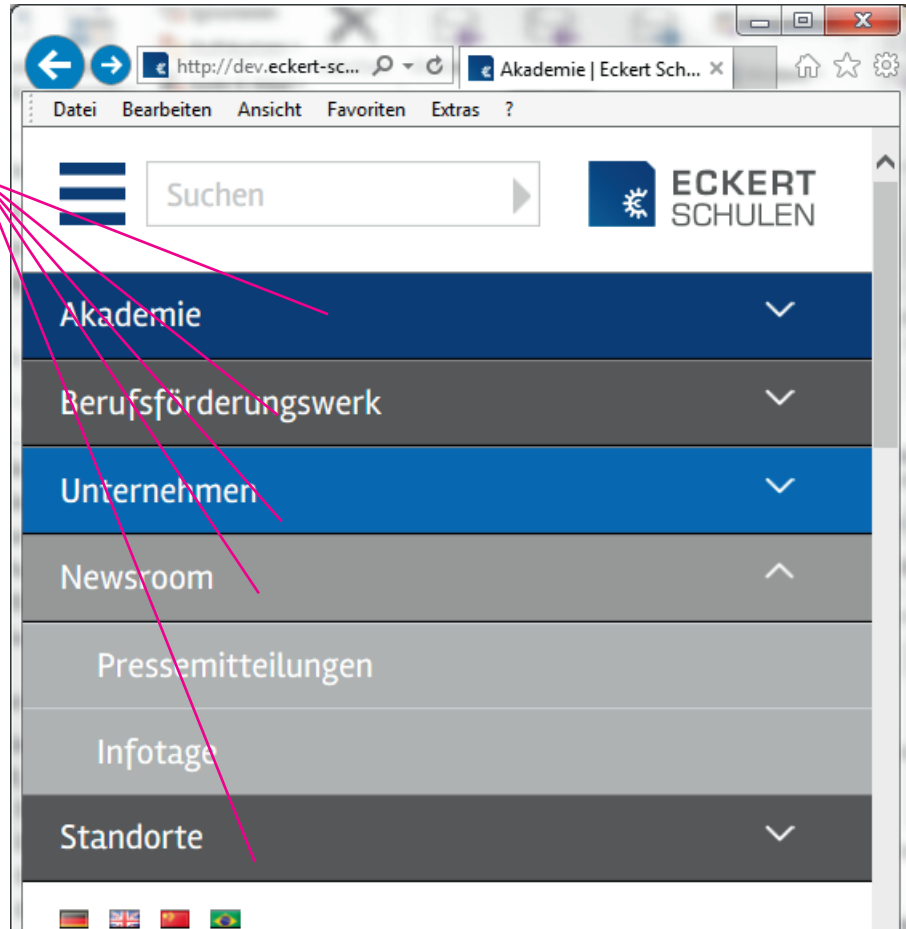 http://dev.eckert-sc... Akademie | Eckert Sch...
Datei Bearbeiten Ansicht Favoriten Extras ?
Suchen
ECKERT
SCHULEN
Akademie
Berufsförderungswerk
Unternehmen
Newsroom
Pressemitteilungen
Infotage
Standorte